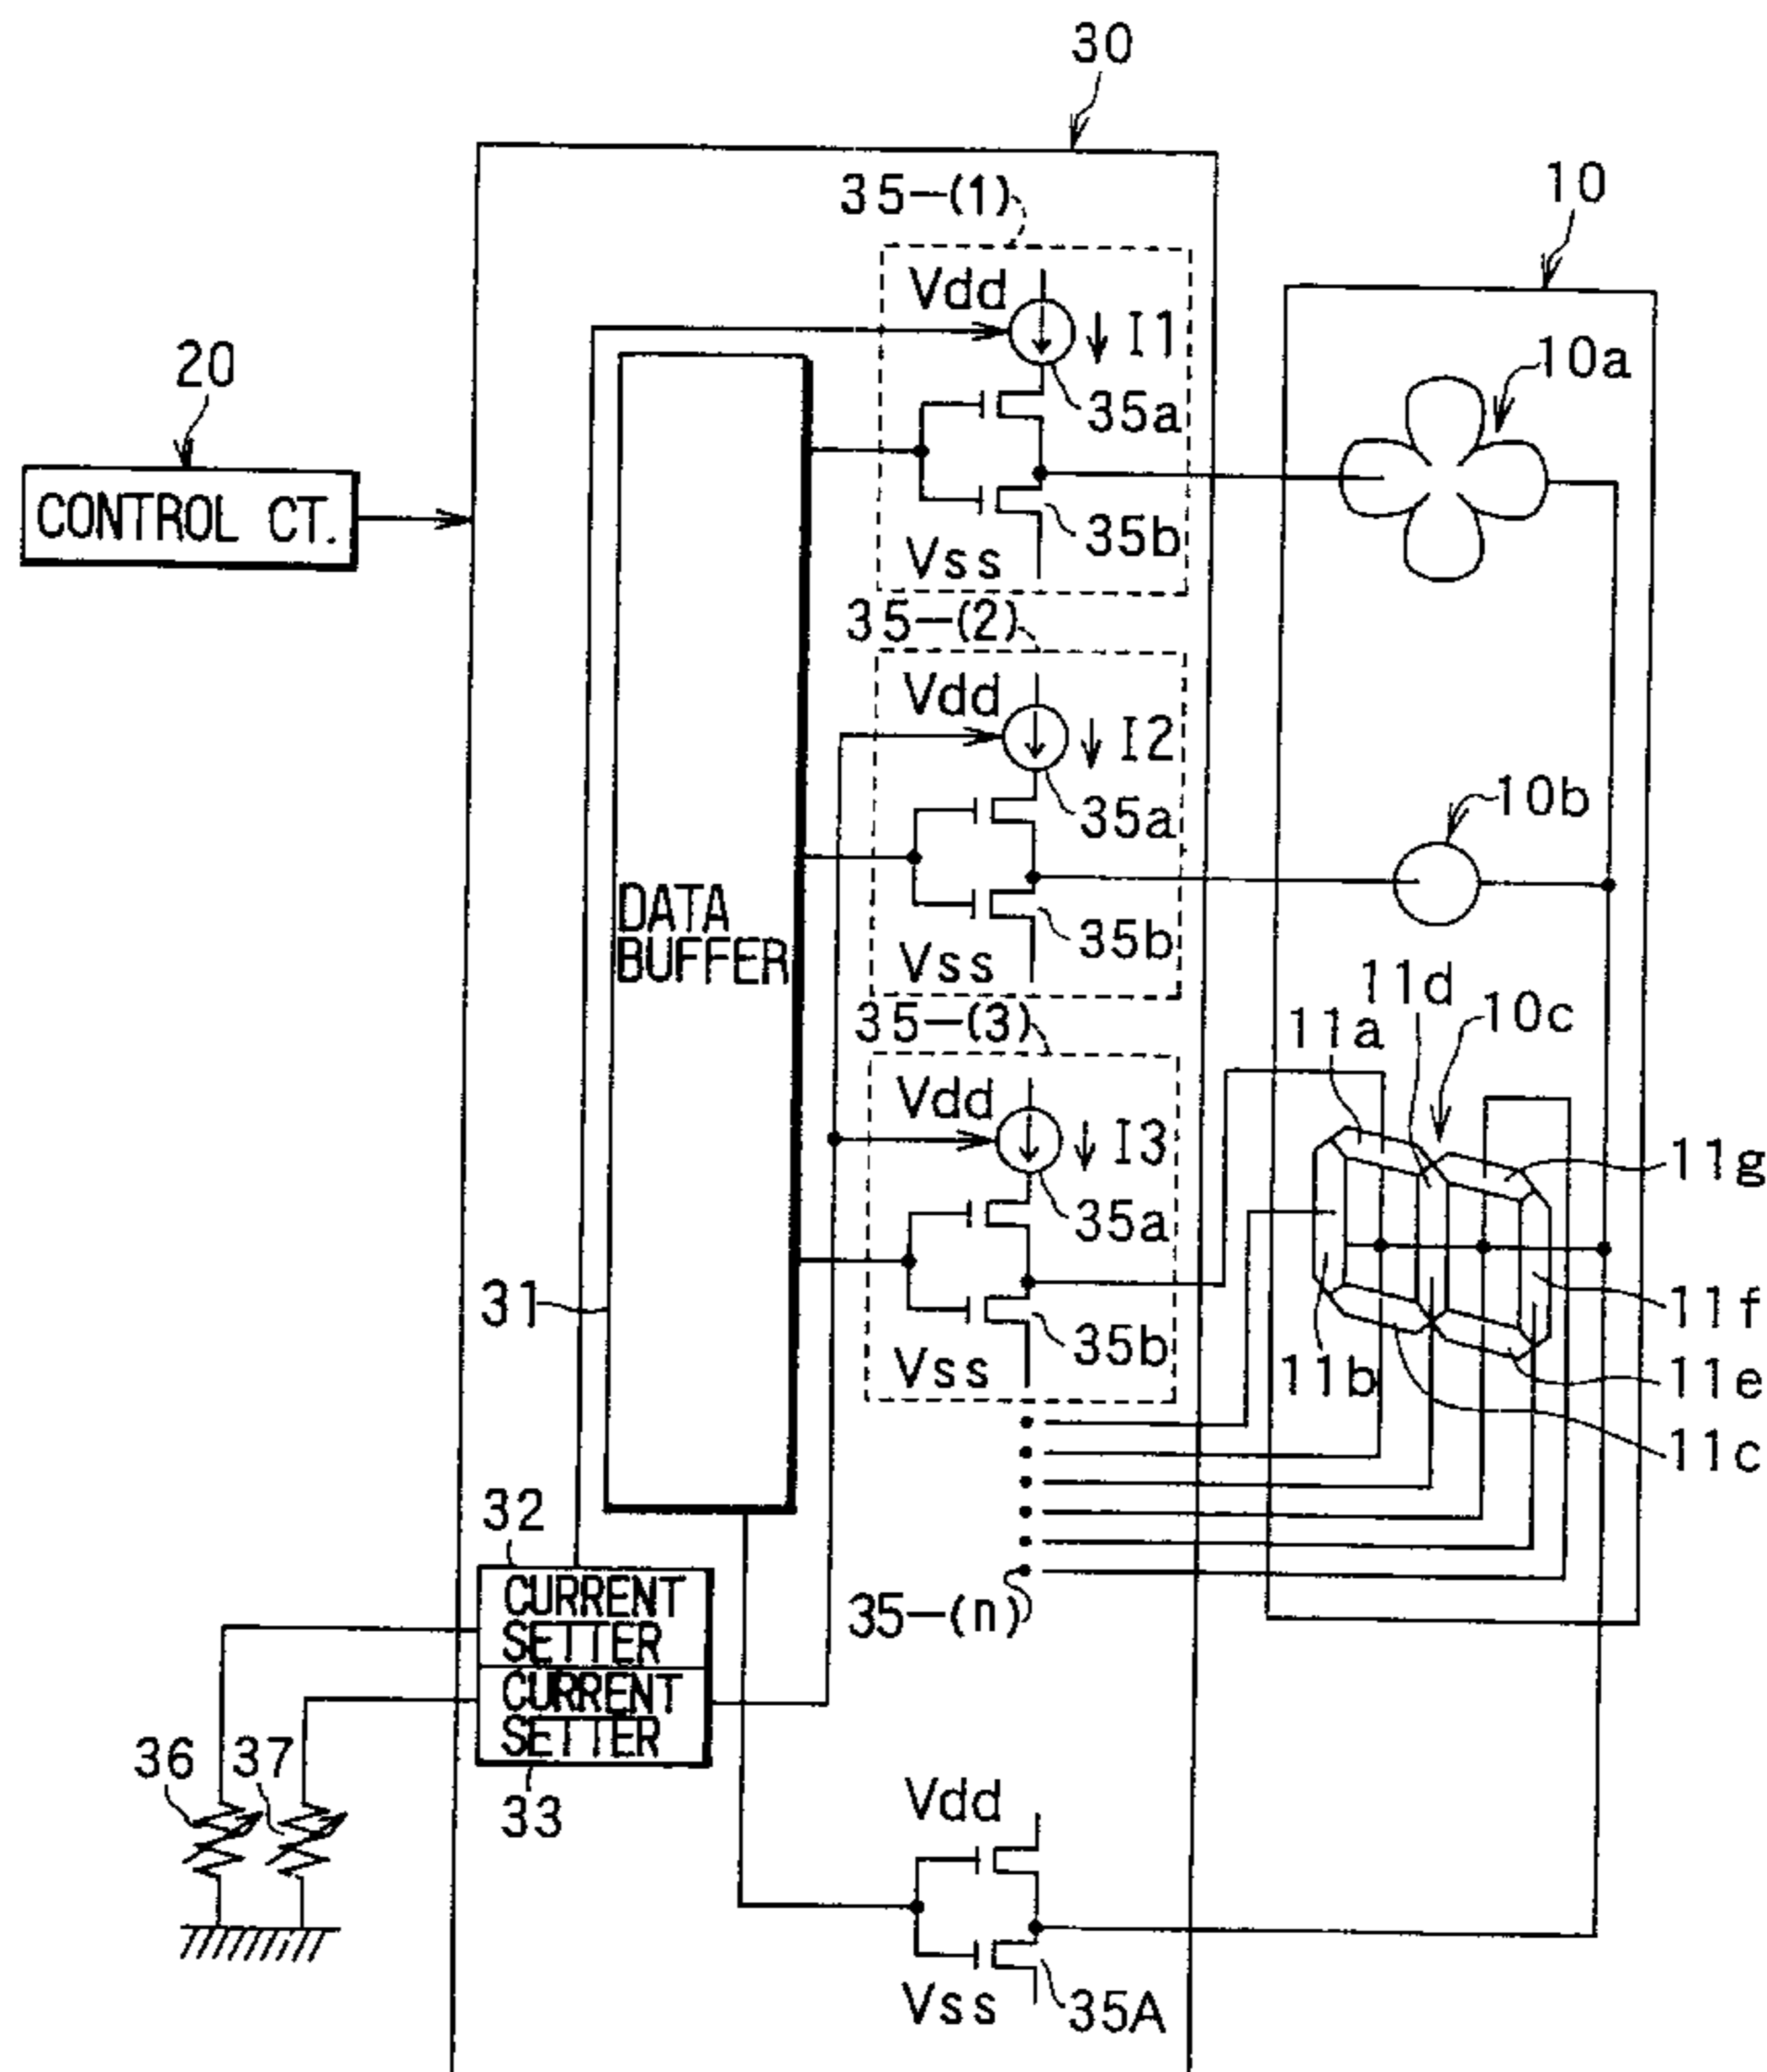 30
35-(1)
10
Vdd
I1
20
10a
35a
CONTROL CT.
35b
Vss
35-(2)
Vdd
I2
10b
35a
DATA
BUFFER
35b
Vss
11d
35-(3)
10c
11a
Vdd
I3
11g
35a
31
11f
35b
Vss
11b
11e
11c
32
CURRENT
SETTER
35-(n)
CURRENT
SETTER
36
37
33
Vdd
Vss
35A